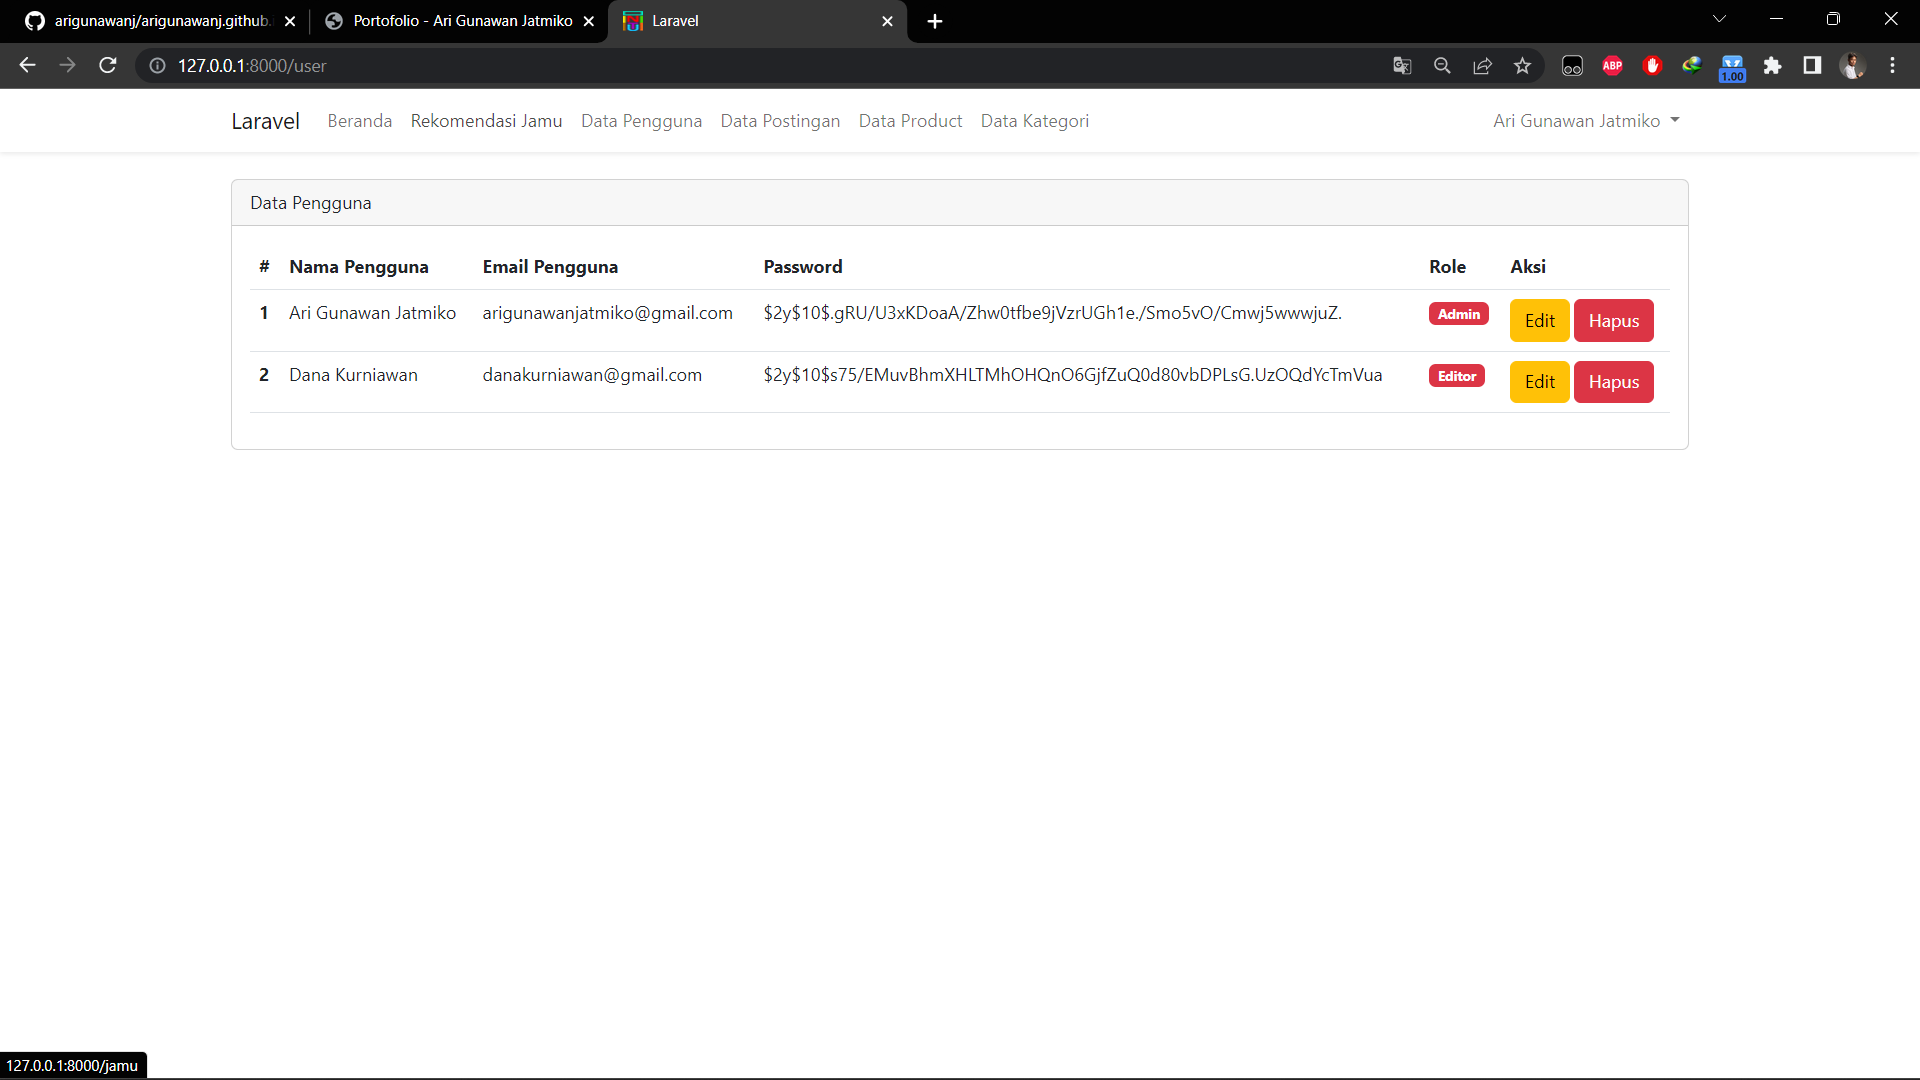 arigunawanj/arigunawanj.github.
Portofolio - Ari Gunawan Jatmiko
Laravel
127.0.0.1:8000/user
ABP
1.00
Laravel
Beranda
Rekomendasi Jamu
Data Pengguna
Data Postingan
Data Product
Data Kategori
Ari Gunawan Jatmiko
Data Pengguna
# Nama Pengguna Email Pengguna Password Role Aksi
1 Ari Gunawan Jatmiko arigunawanjatmiko@gmail.com $2y$10$.gRU/U3xKDoaA/Zhw0tfbe9jVzrUGh1e./Smo5vO/Cmwj5wwwjuZ. Admin Edit Hapus
2 Dana Kurniawan danakurniawan@gmail.com $2y$10$s75/EMuvBhmXHLTMhOHQnO6GjfZuQ0d80vbDPLsG.UzOQdYcTmVua Editor Edit Hapus
127.0.0.1:8000/jamu